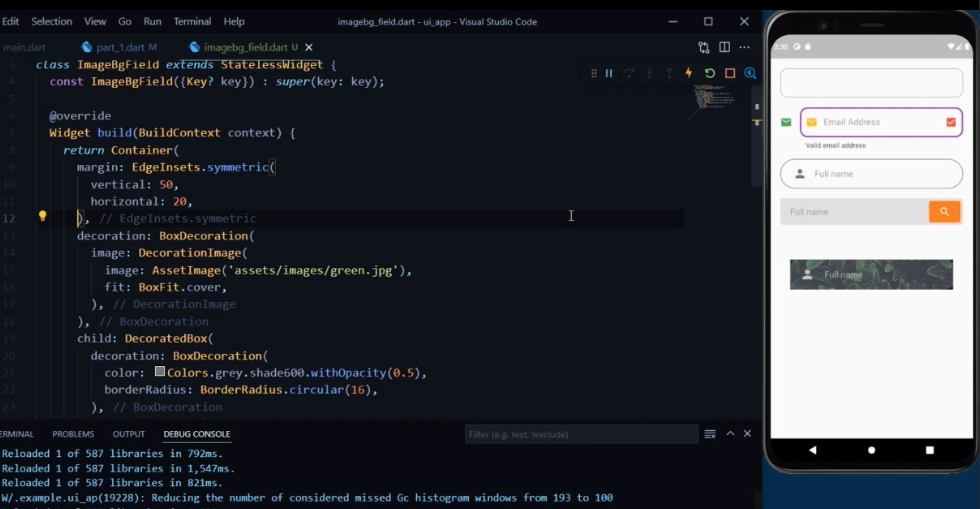 Edit Selection View Go Run Terminal Help imagebg_field.dart - ui_app - Visual Studio Code
main.dart part_1.dart M imagebg_field.dart U
3 class ImageBgField extends StatelessWidget {
4 const ImageBgField({Key? key}) : super(key: key);
5
6 @override
7 Widget build(BuildContext context) {
8 return Container(
9 margin: EdgeInsets.symmetric(
10 vertical: 50,
11 horizontal: 20,
12 ), // EdgeInsets.symmetric
13 decoration: BoxDecoration(
14 image: DecorationImage(
15 image: AssetImage('assets/images/green.jpg'),
16 fit: BoxFit.cover,
17 ), // DecorationImage
18 ), // BoxDecoration
19 child: DecoratedBox(
20 decoration: BoxDecoration(
21 color: Colors.grey.shade600.withOpacity(0.5),
22 borderRadius: BorderRadius.circular(16),
23 ), // BoxDecoration
ERMINAL PROBLEMS OUTPUT DEBUG CONSOLE Filter (e.g. text, !exclude)
Reloaded 1 of 587 libraries in 792ms.
Reloaded 1 of 587 libraries in 1,547ms.
Reloaded 1 of 587 libraries in 821ms.
W/.example.ui_ap(19228): Reducing the number of considered missed Gc histogram windows from 193 to 100
2:30
Email Address
Valid email address
Full name
Full name
Full name